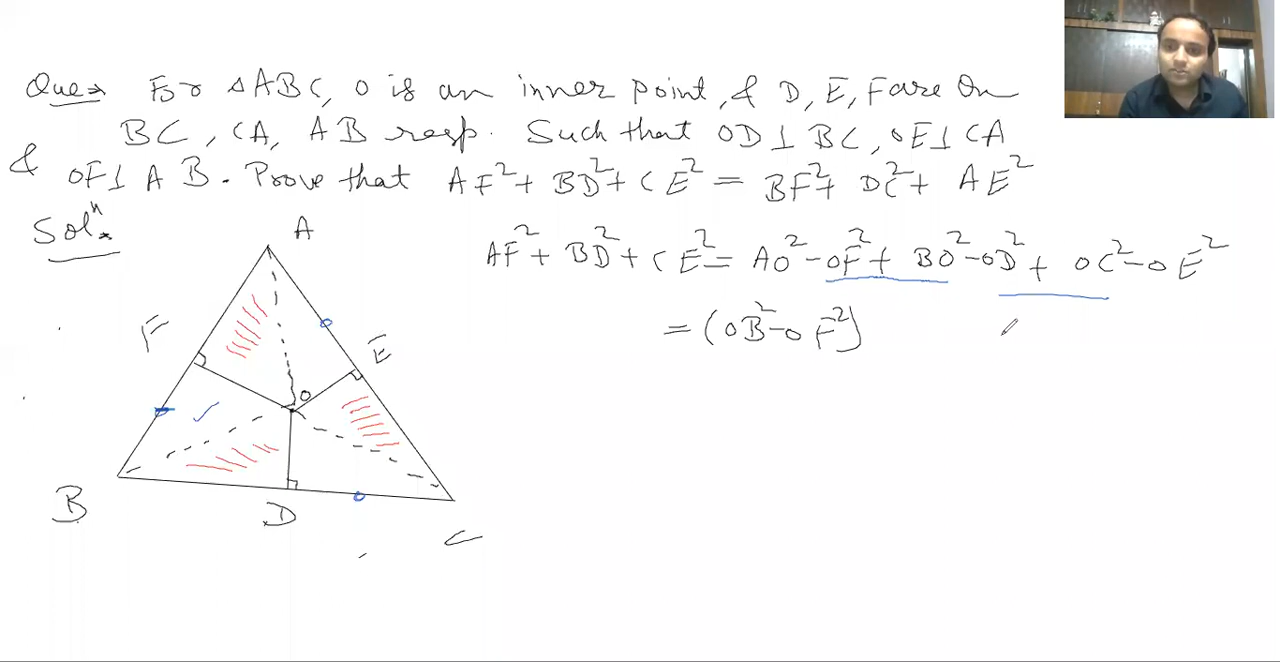 Que→ For ΔABC, O is an inner point, & D, E, F are on
BC, CA, AB resp. Such that OD⊥BC, OE⊥CA
& OF⊥AB. Prove that AF²+BD²+CE² = BF²+DC²+AE²
Solⁿ
AF²+BD²+CE² = AO²-OF²+BO²-OD²+OC²-OE²
= (OB²-OF²)
A
F
E
O
B
D
C